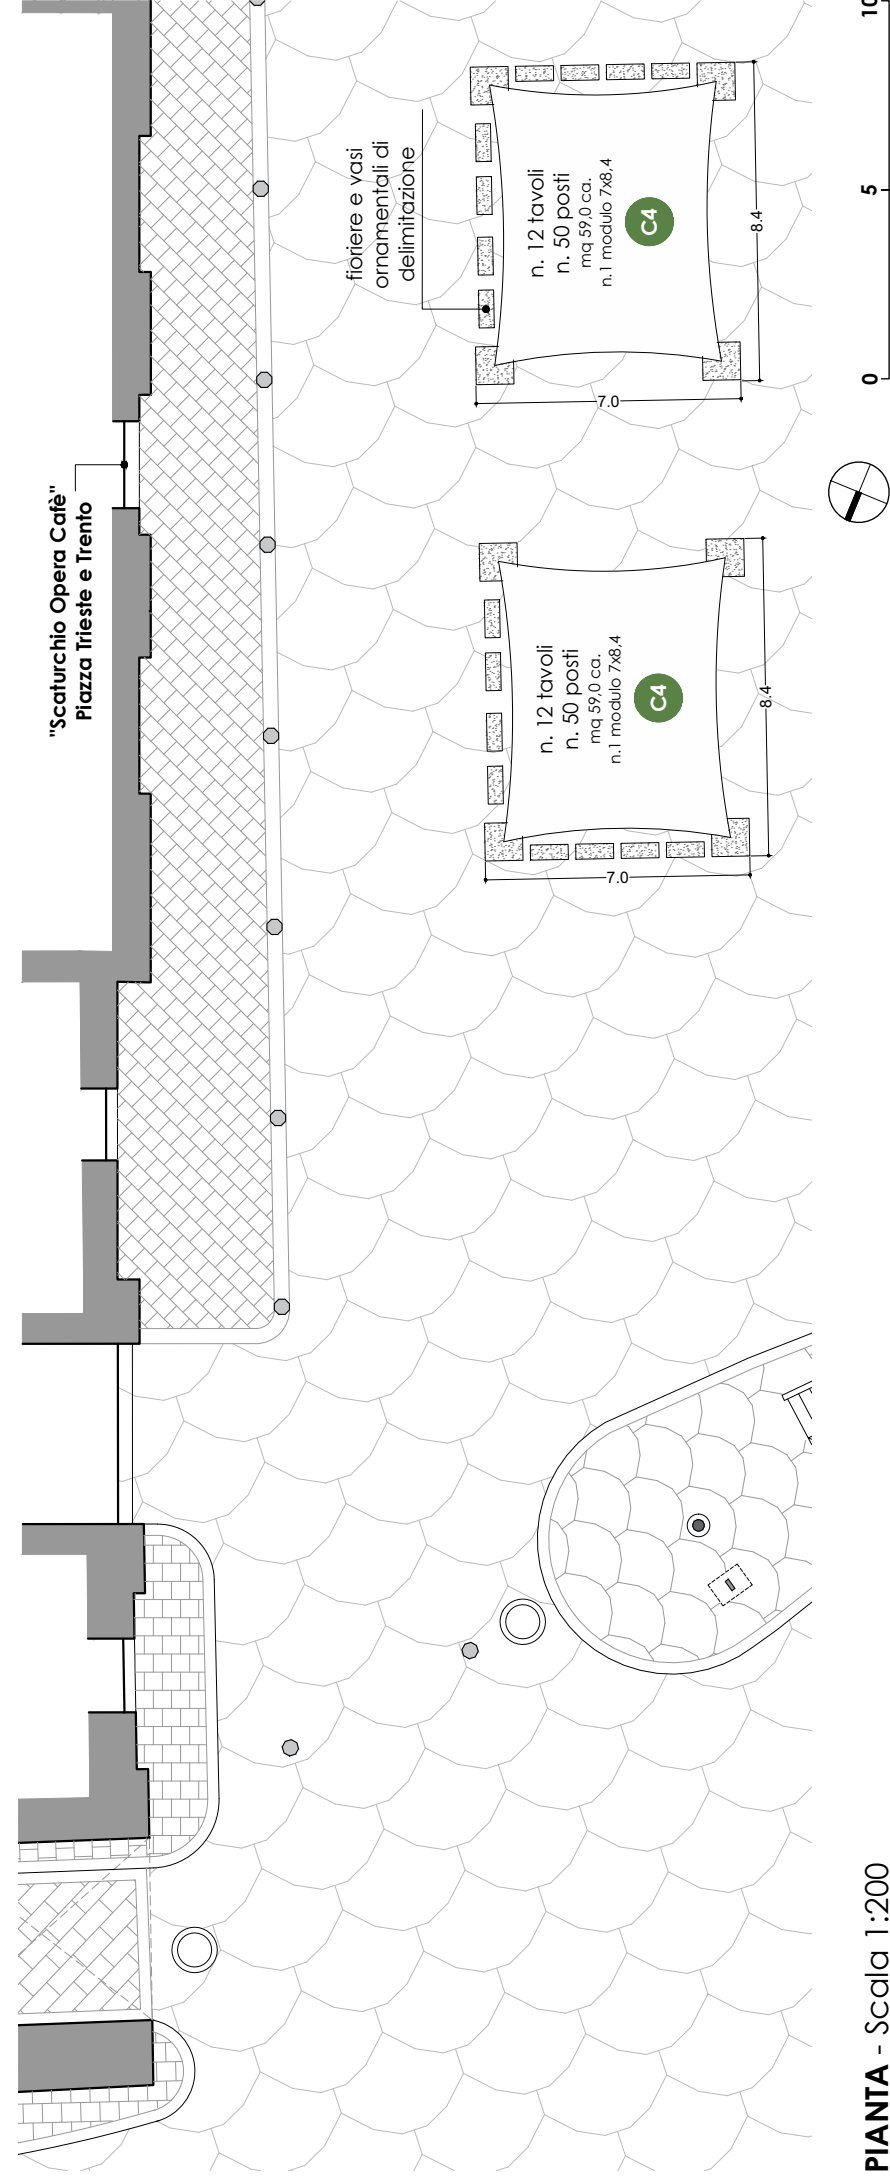 "Scaturchio Opera Cafè"
Piazza Trieste e Trento
n. 12 tavoli
n. 50 posti
mq 59,0 ca.
n.1 modulo 7x8,4
C4
7.0
8.4
fioriere e vasi
ornamentali di
delimitazione
n. 12 tavoli
n. 50 posti
mq 59,0 ca.
n.1 modulo 7x8,4
C4
7.0
8.4
PIANTA - Scala 1:200
0
5
10